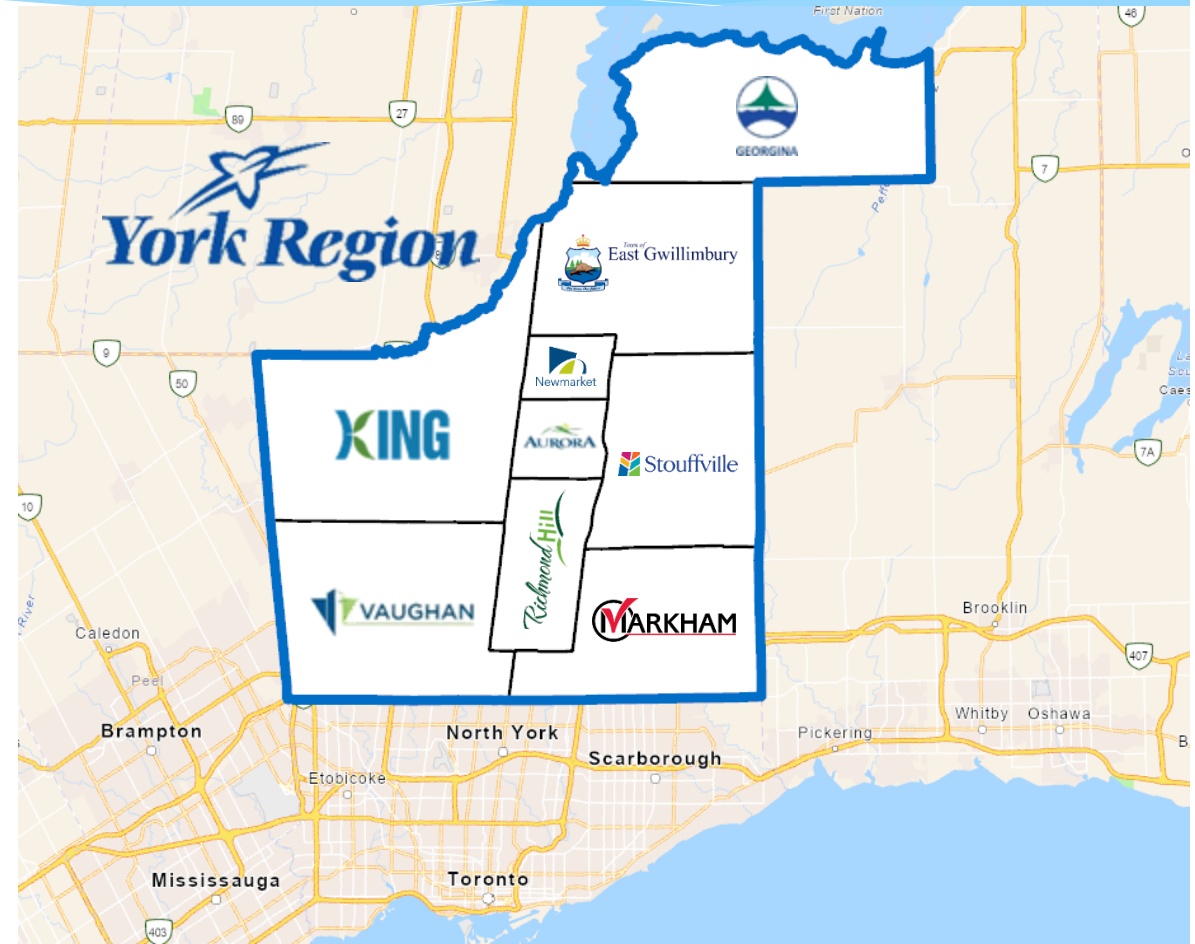 First Nation
46
89
27
GEORGINA
7
York Region
Town of
East Gwillimbury
9
50
Newmarket
KING
AURORA
Stouffville
7A
10
Richmond Hill
VAUGHAN
MARKHAM
Brooklin
Caledon
407
Peel
Brampton
North York
Whitby
Oshawa
Pickering
Scarborough
Etobicoke
Mississauga
Toronto
403